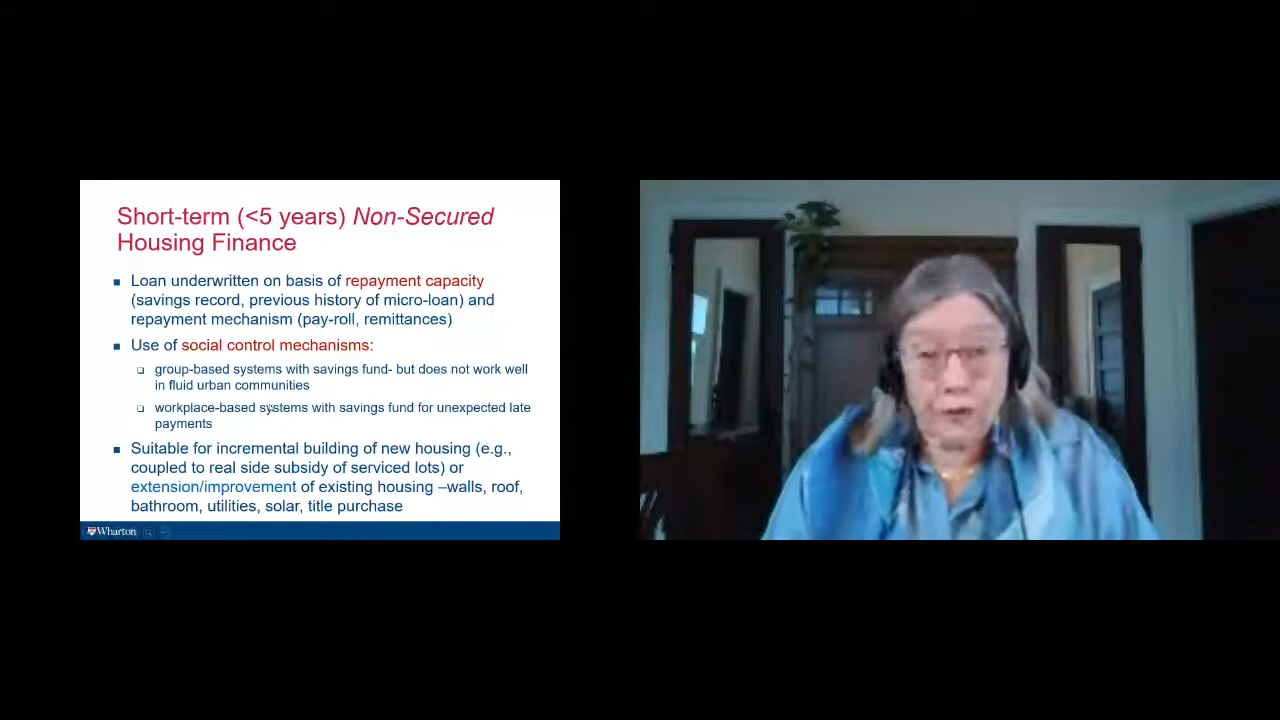 Short-term (<5 years) Non-Secured
Housing Finance
Loan underwritten on basis of repayment capacity
(savings record, previous history of micro-loan) and
repayment mechanism (pay-roll, remittances)
Use of social control mechanisms:
group-based systems with savings fund- but does not work well
in fluid urban communities
workplace-based systems with savings fund for unexpected late
payments
Suitable for incremental building of new housing (e.g.,
coupled to real side subsidy of serviced lots) or
extension/improvement of existing housing –walls, roof,
bathroom, utilities, solar, title purchase
Wharton